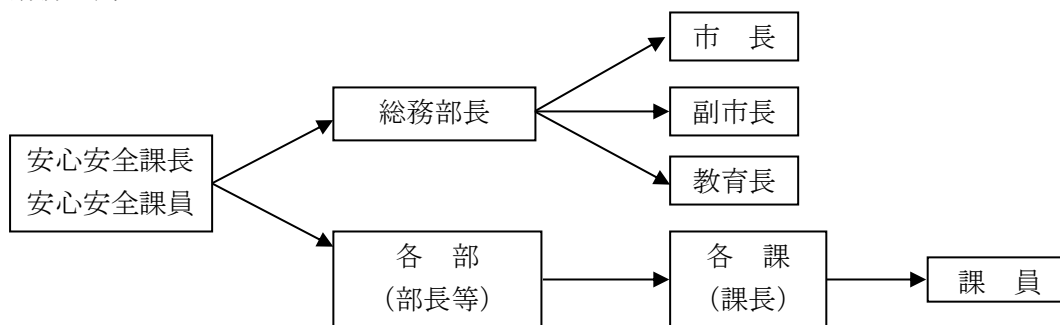 市　長
総務部長
副市長
安心安全課長
安心安全課員
教育長
各　部
（部長等）
各　課
（課長）
課　員